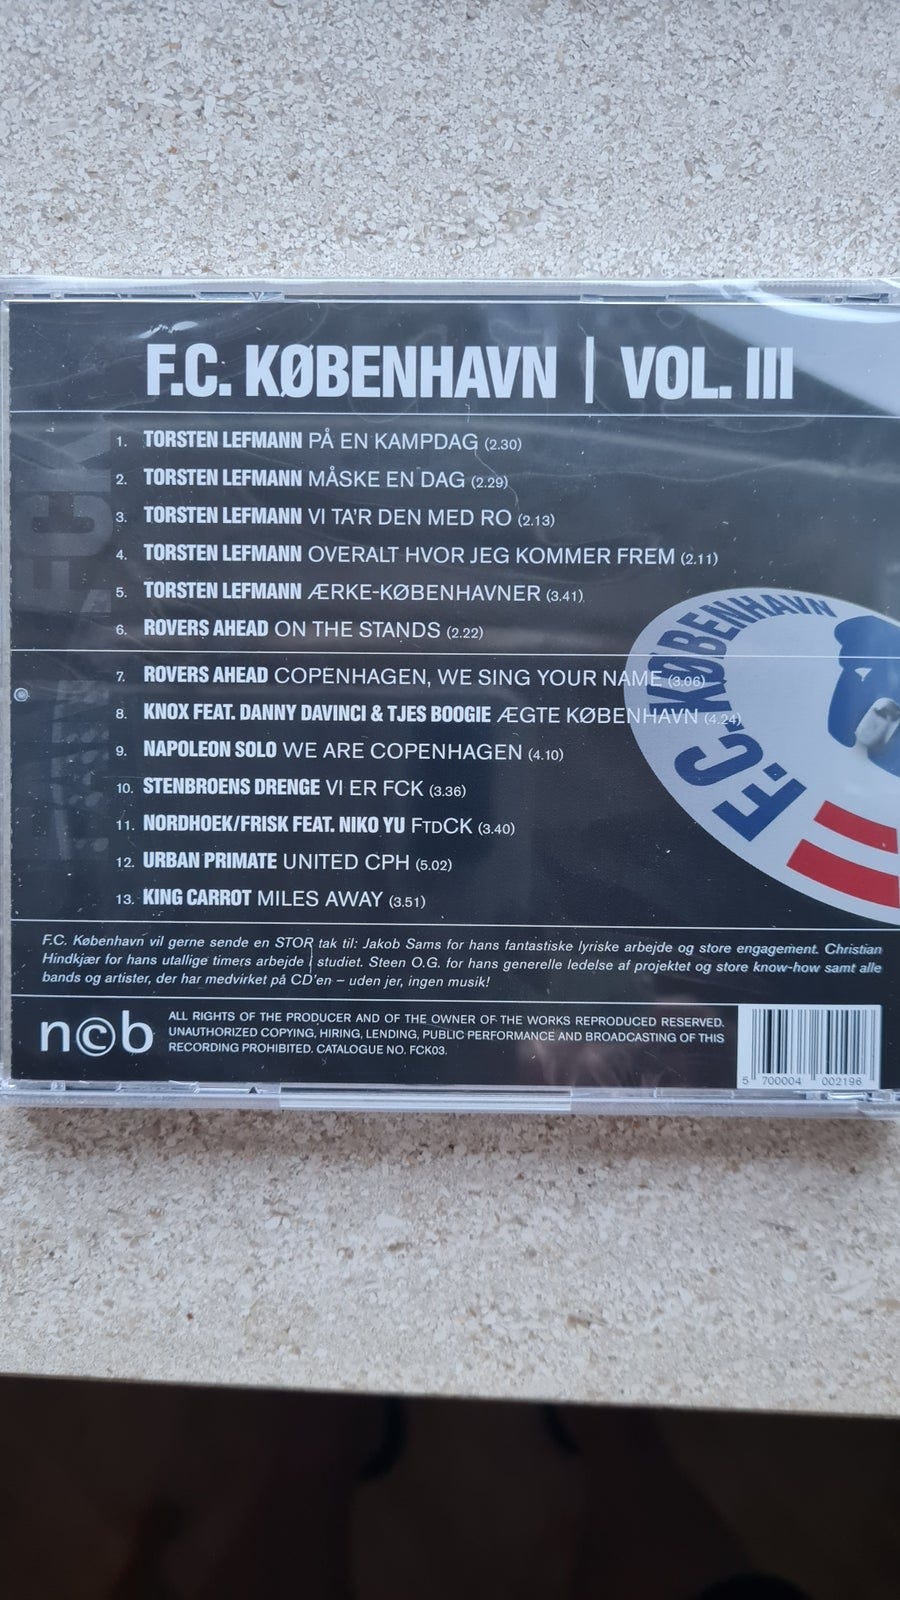 F.C. KØBENHAVN | VOL. III
1. TORSTEN LEFMANN PÅ EN KAMPDAG (2.30)
2. TORSTEN LEFMANN MÅSKE EN DAG (2.29)
3. TORSTEN LEFMANN VI TA'R DEN MED RO (2.13)
4. TORSTEN LEFMANN OVERALT HVOR JEG KOMMER FREM (2.11)
5. TORSTEN LEFMANN ÆRKE-KØBENHAVNER (3.41)
6. ROVERS AHEAD ON THE STANDS (2.22)
7. ROVERS AHEAD COPENHAGEN, WE SING YOUR NAME (3.06)
8. KNOX FEAT. DANNY DAVINCI & TJES BOOGIE ÆGTE KØBENHAVN (4.24)
9. NAPOLEON SOLO WE ARE COPENHAGEN (4.10)
10. STENBROENS DRENGE VI ER FCK (3.36)
11. NORDHOEK/FRISK FEAT. NIKO YU FTDCK (3.40)
12. URBAN PRIMATE UNITED CPH (5.02)
13. KING CARROT MILES AWAY (3.51)
F.C. KØBENHAVN
F.C. København vil gerne sende en STOR tak til: Jakob Sams for hans fantastiske lyriske arbejde og store engagement. Christian
Hindkjær for hans utallige timers arbejde i studiet. Steen O.G. for hans generelle ledelse af projektet og store know-how samt alle
bands og artister, der har medvirket på CD'en – uden jer, ingen musik!
ncb
ALL RIGHTS OF THE PRODUCER AND OF THE OWNER OF THE WORKS REPRODUCED RESERVED.
UNAUTHORIZED COPYING, HIRING, LENDING, PUBLIC PERFORMANCE AND BROADCASTING OF THIS
RECORDING PROHIBITED. CATALOGUE NO. FCK03.
5 700004 002196